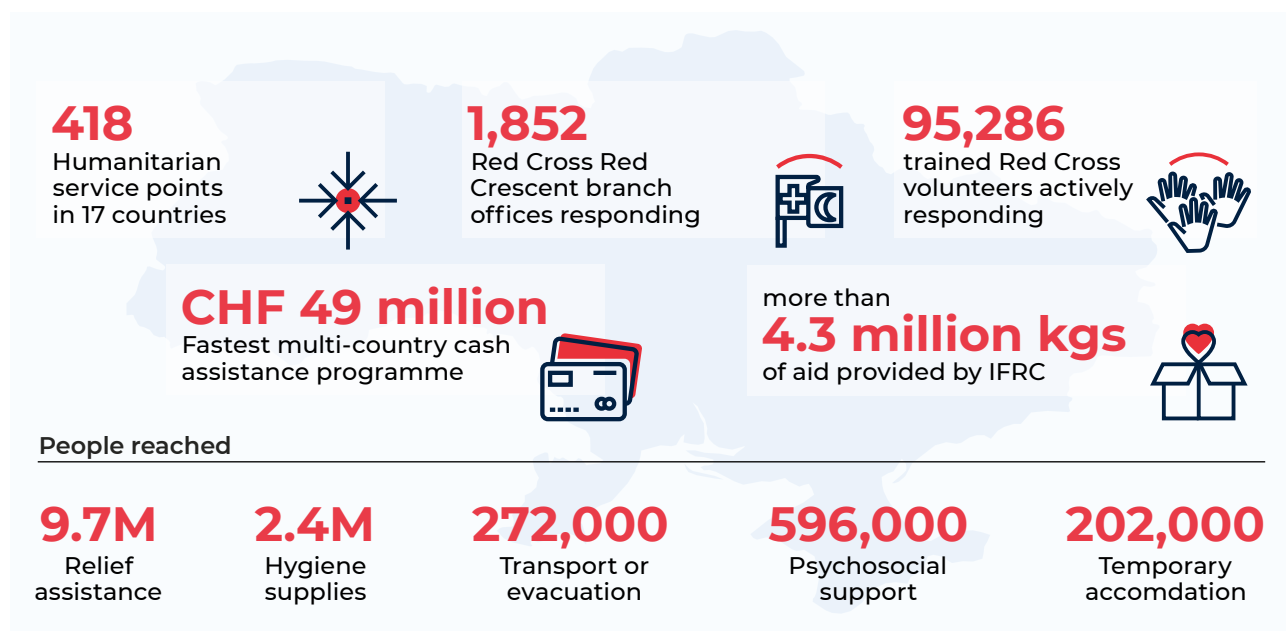 418
Humanitarian
service points
in 17 countries
1,852
Red Cross Red
Crescent branch
offices responding
95,286
trained Red Cross
volunteers actively
responding
CHF 49 million
Fastest multi-country cash
assistance programme
more than
4.3 million kgs
of aid provided by IFRC
People reached
9.7M
Relief
assistance
2.4M
Hygiene
supplies
272,000
Transport or
evacuation
596,000
Psychosocial
support
202,000
Temporary
accomdation